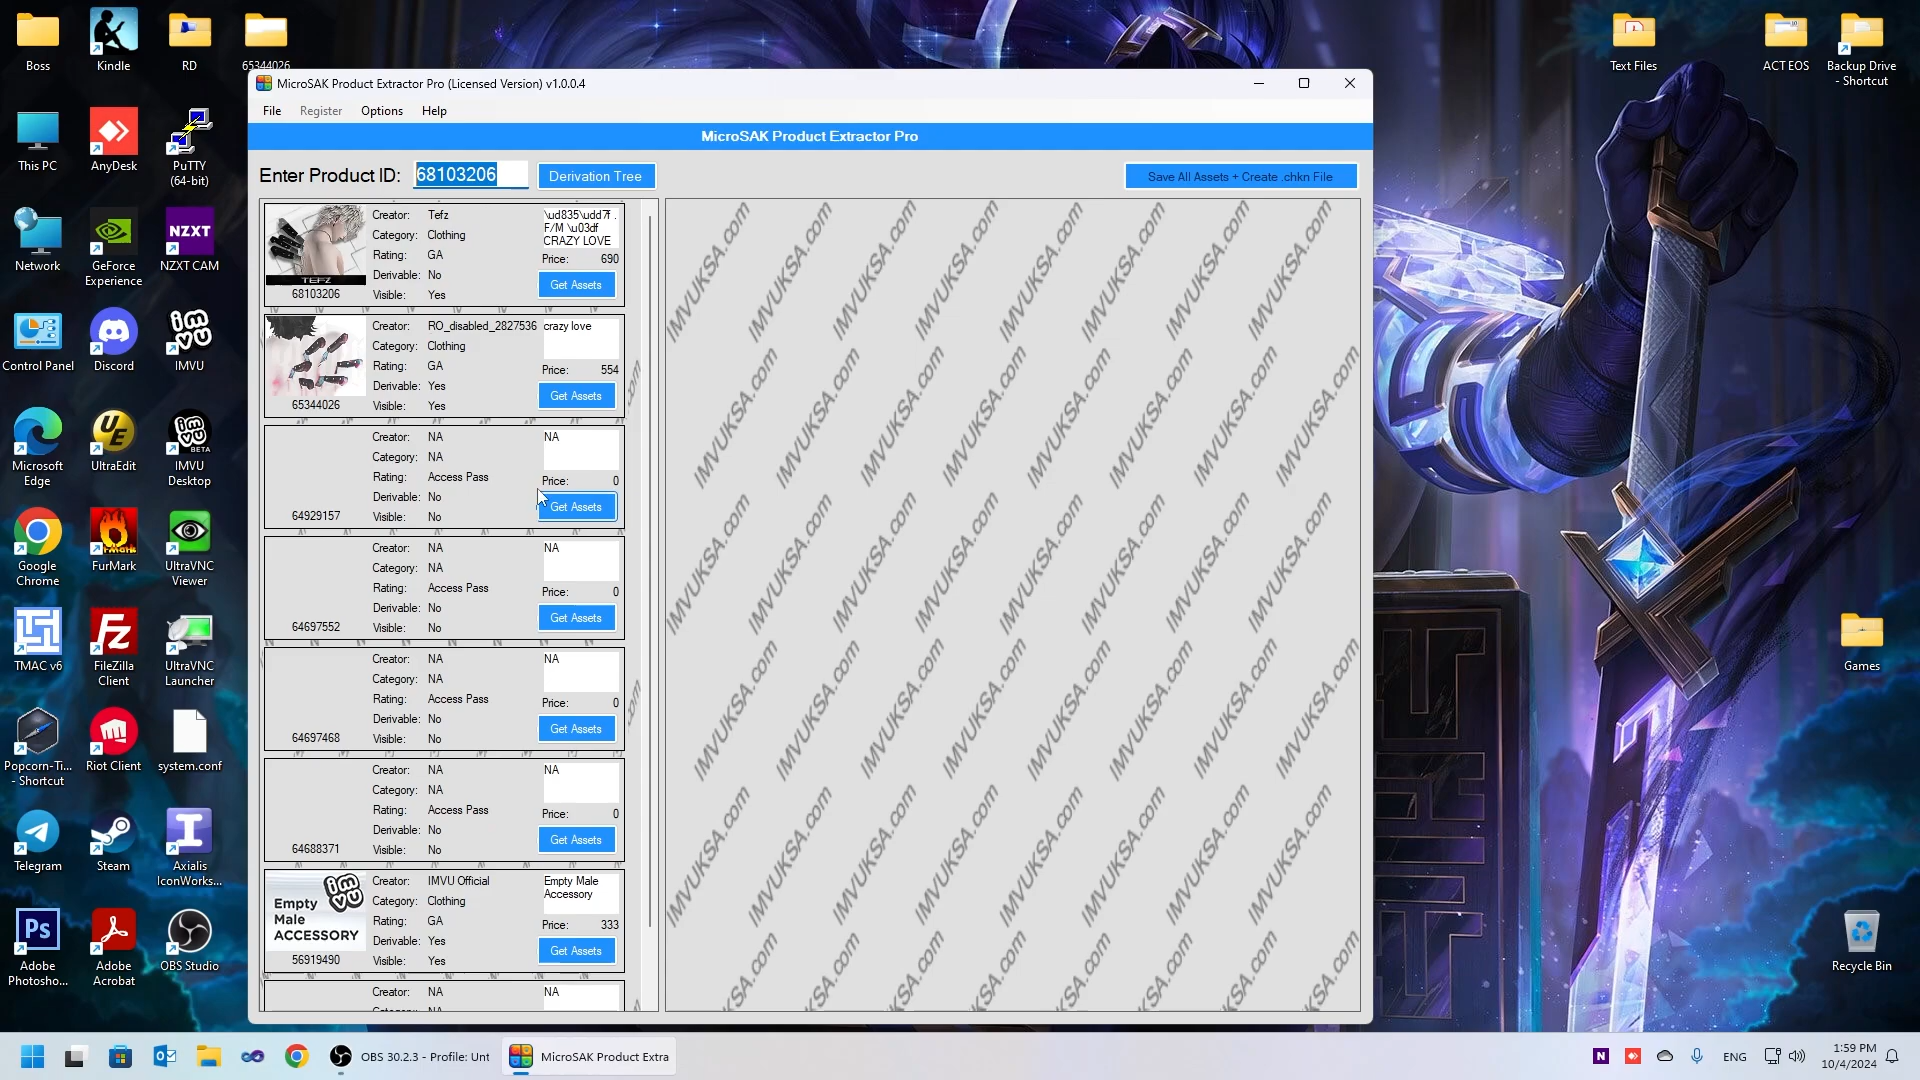 Boss
Kindle
RD
65344026
Text Files
ACT EOS
Backup Drive
- Shortcut
MicroSAK Product Extractor Pro (Licensed Version) v1.0.0.4
File
Register
Options
Help
MicroSAK Product Extractor Pro
Enter Product ID:
68103206
Derivation Tree
Save All Assets + Create .chkn File
Creator: Tefz
Category: Clothing
Rating: GA
Derivable: No
Visible: Yes
\ud835\udd7f .
F/M \u03df
CRAZY LOVE
Price: 690
Get Assets
TEFZ
68103206
Creator: RO_disabled_2827536
Category: Clothing
Rating: GA
Derivable: Yes
Visible: Yes
crazy love
Price: 554
Get Assets
65344026
Creator: NA
Category: NA
Rating: Access Pass
Derivable: No
Visible: No
NA
Price: 0
Get Assets
64929157
Creator: NA
Category: NA
Rating: Access Pass
Derivable: No
Visible: No
NA
Price: 0
Get Assets
64697552
Creator: NA
Category: NA
Rating: Access Pass
Derivable: No
Visible: No
NA
Price: 0
Get Assets
64697468
Creator: NA
Category: NA
Rating: Access Pass
Derivable: No
Visible: No
NA
Price: 0
Get Assets
64688371
imvu
Empty
Male
ACCESSORY
Creator: IMVU Official
Category: Clothing
Rating: GA
Derivable: Yes
Visible: Yes
Empty Male
Accessory
Price: 333
Get Assets
56919490
Creator: NA
NA
IMVUKSA.com
This PC
AnyDesk
PuTTY
(64-bit)
Network
GeForce
Experience
NZXT
NZXT CAM
Control Panel
Discord
imvu
IMVU
Microsoft
Edge
UE
UltraEdit
imvu
BETA
IMVU
Desktop
Google
Chrome
FurMark
UltraVNC
Viewer
TMAC v6
Fz
FileZilla
Client
UltraVNC
Launcher
Popcorn-Ti...
- Shortcut
Riot Client
system.conf
Telegram
Steam
Axialis
IconWorks...
Ps
Adobe
Photosho...
Adobe
Acrobat
OBS Studio
Games
Recycle Bin
OBS 30.2.3 - Profile: Unt
MicroSAK Product Extra
N
ENG
1:59 PM
10/4/2024